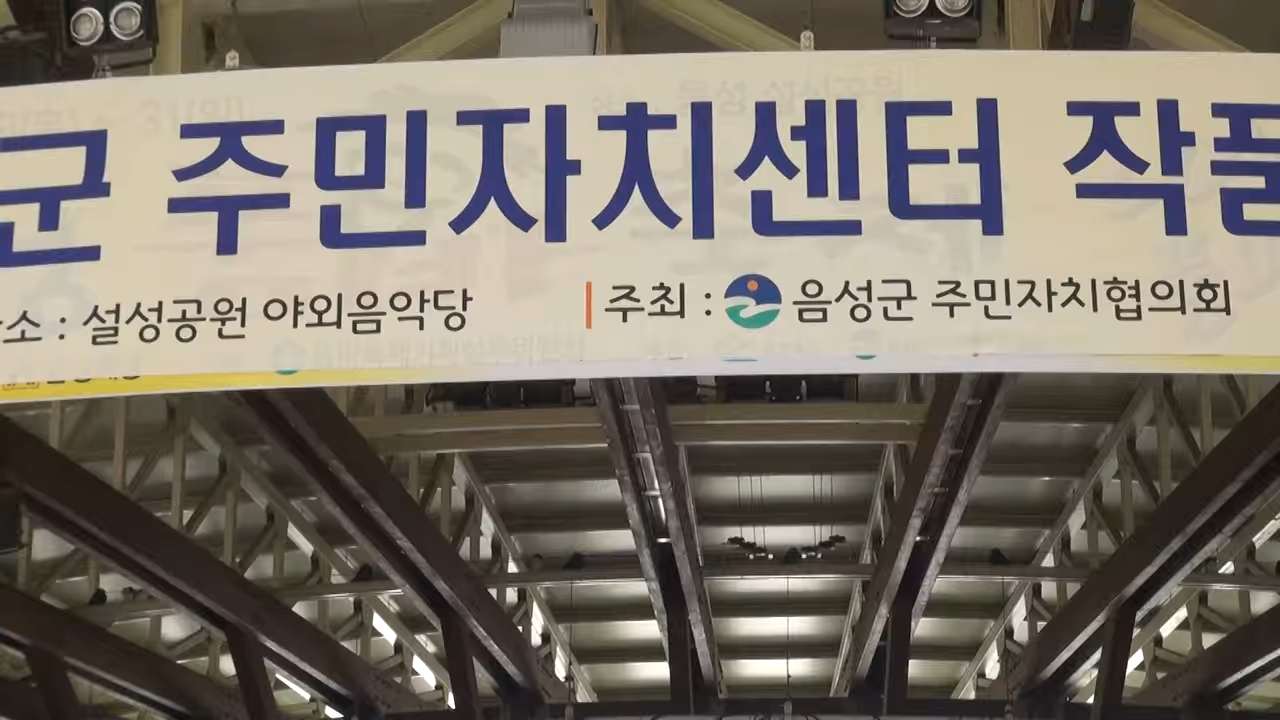 군 주민자치센터 작품
소 : 설성공원 야외음악당
주최 : 음성군 주민자치협의회